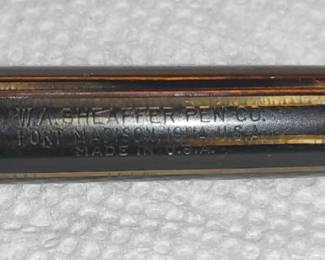 W.A. SHEAFFER PEN CO.
FORT MADISON, IOWA U.S.A.
MADE IN U.S.A.